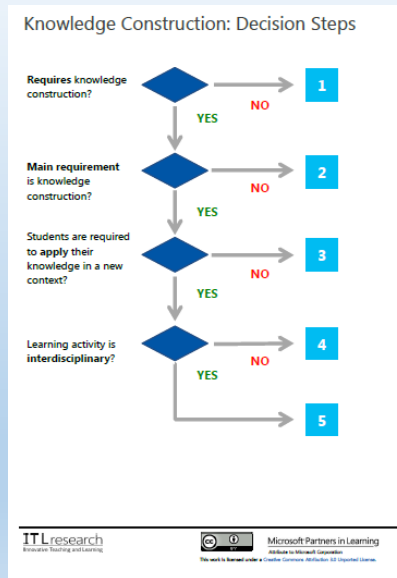 Knowledge Construction: Decision Steps
Requires knowledge
construction?
1
NO
YES
Main requirement
is knowledge
construction?
2
NO
YES
Students are required
to apply their
knowledge in a new
context?
3
NO
YES
Learning activity is
interdisciplinary?
4
NO
YES
5
ITLresearch
Innovative Teaching and Learning
cc
BY
Microsoft Partners in Learning
Attribute to Microsoft Corporation
This work is licensed under a Creative Commons Attribution 3.0 Unported License.